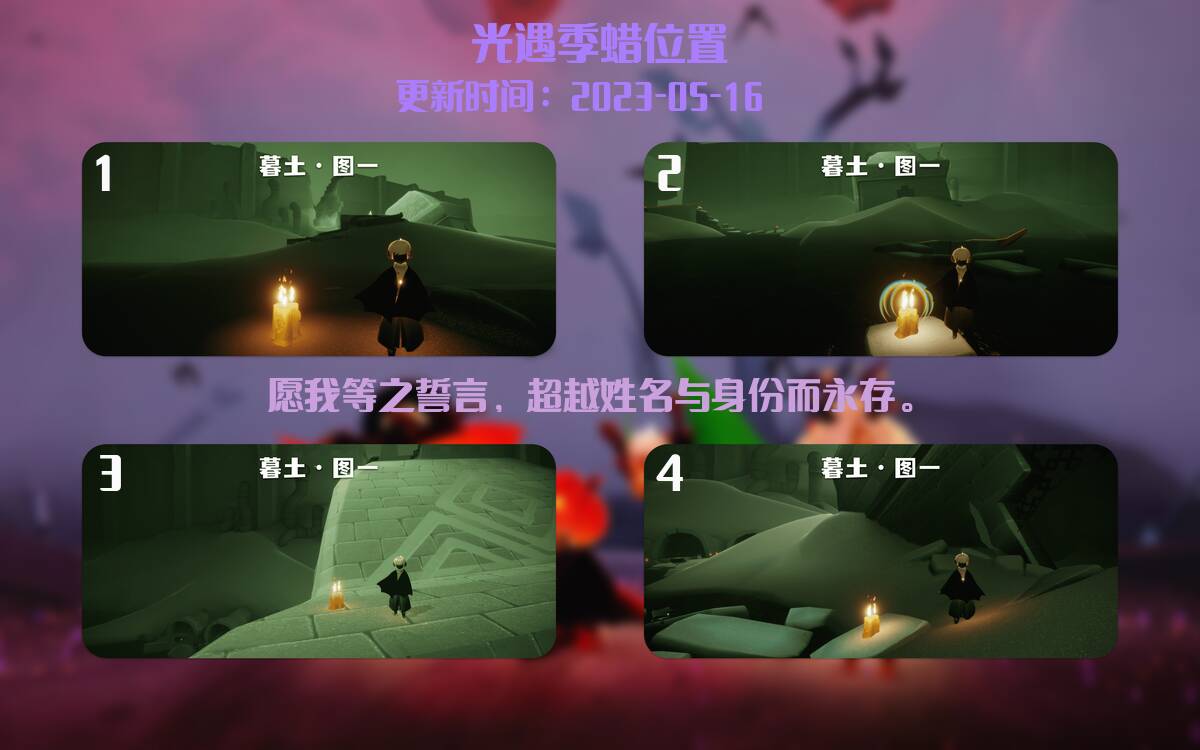 光遇季蜡位置
更新时间：2023-05-16
1
暮土·图一
2
暮土·图一
愿我等之誓言，超越姓名与身份而永存。
3
暮土·图一
4
暮土·图一